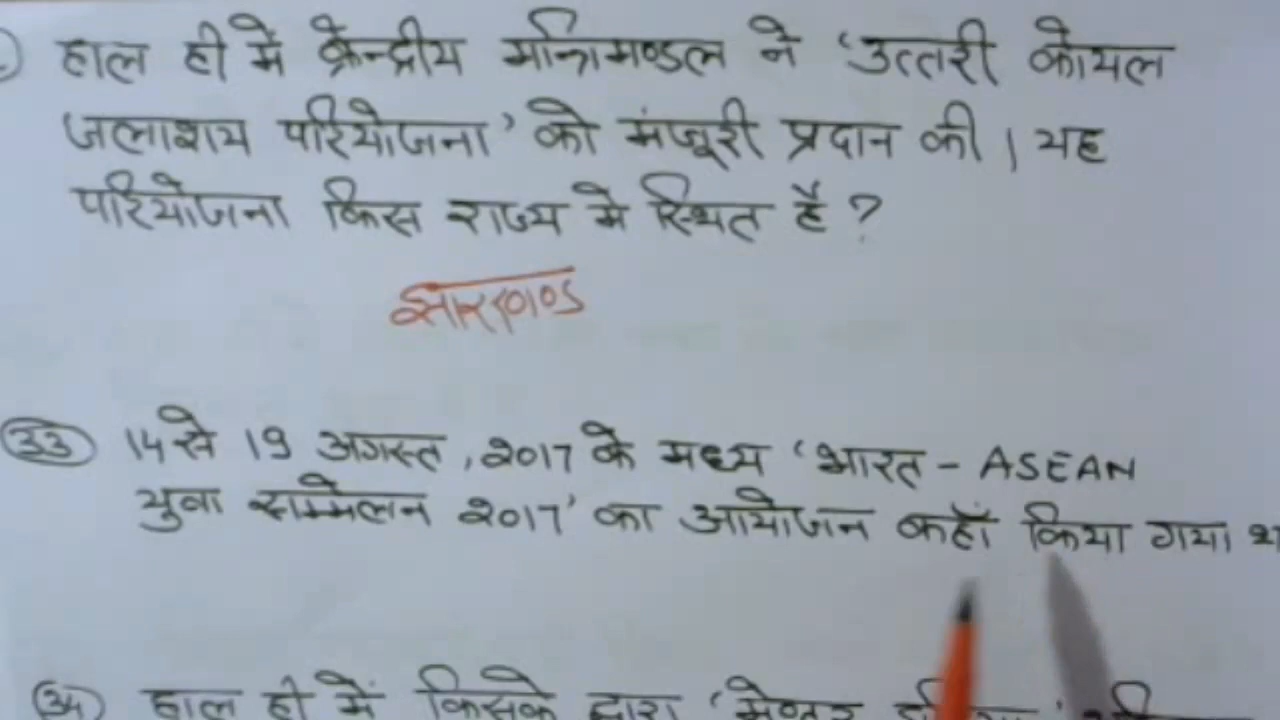 हाल ही मे केन्द्रीय मन्त्रिमण्डल ने 'उत्तरी कोयल
जलाशय परियोजना' को मंजूरी प्रदान की । यह
परियोजना किस राज्य मे स्थित है ?
झारखण्ड
33 14 से 19 अगस्त , 2017 के मध्य 'भारत - ASEAN
युवा सम्मेलन 2017' का आयोजन कहाँ किया गया
34 हाल ही में किसके द्वारा